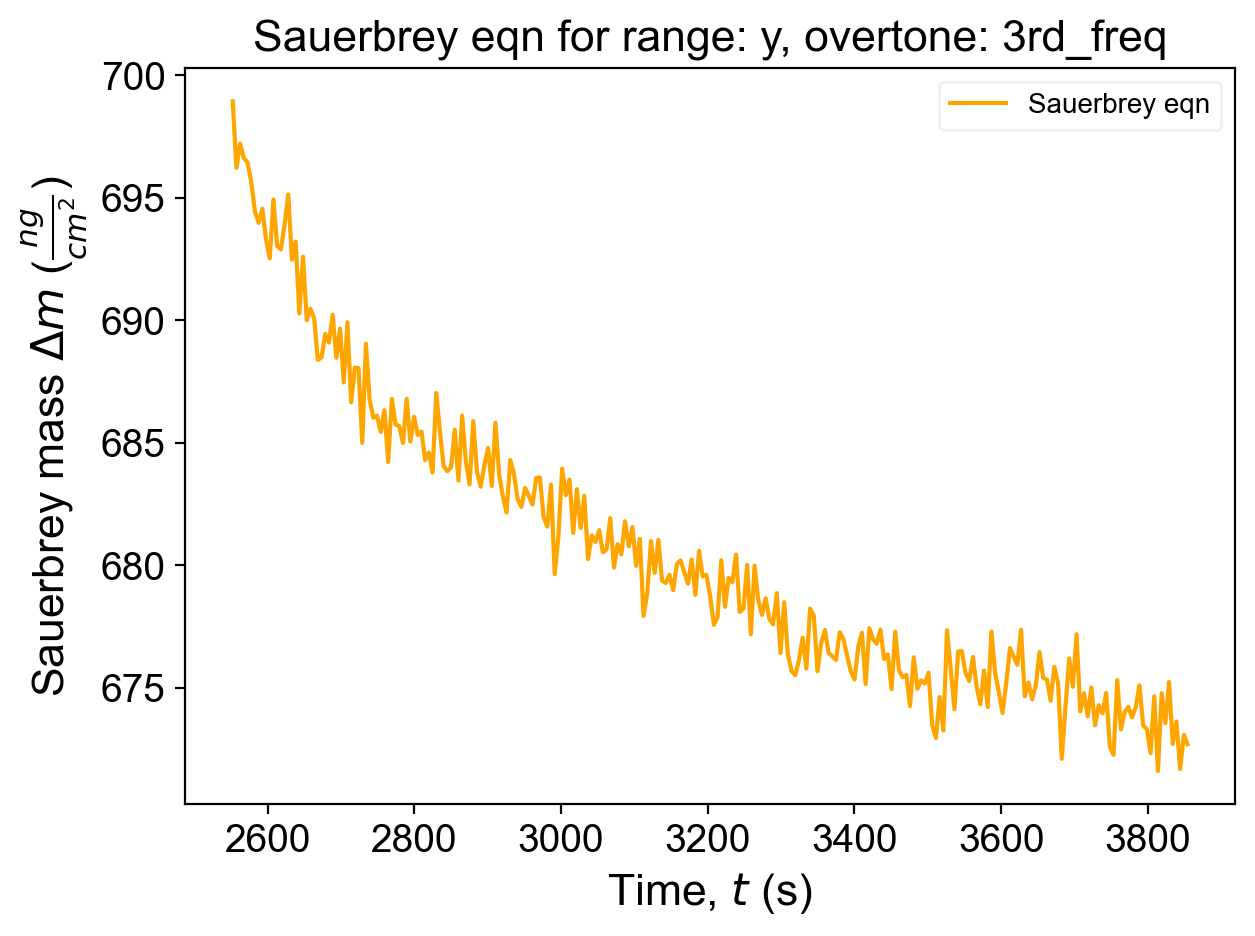 Sauerbrey eqn for range: y, overtone: 3rd_freq
Sauerbrey eqn
Sauerbrey mass Δm (ng/cm²)
700
695
690
685
680
675
2600 2800 3000 3200 3400 3600 3800
Time, t (s)